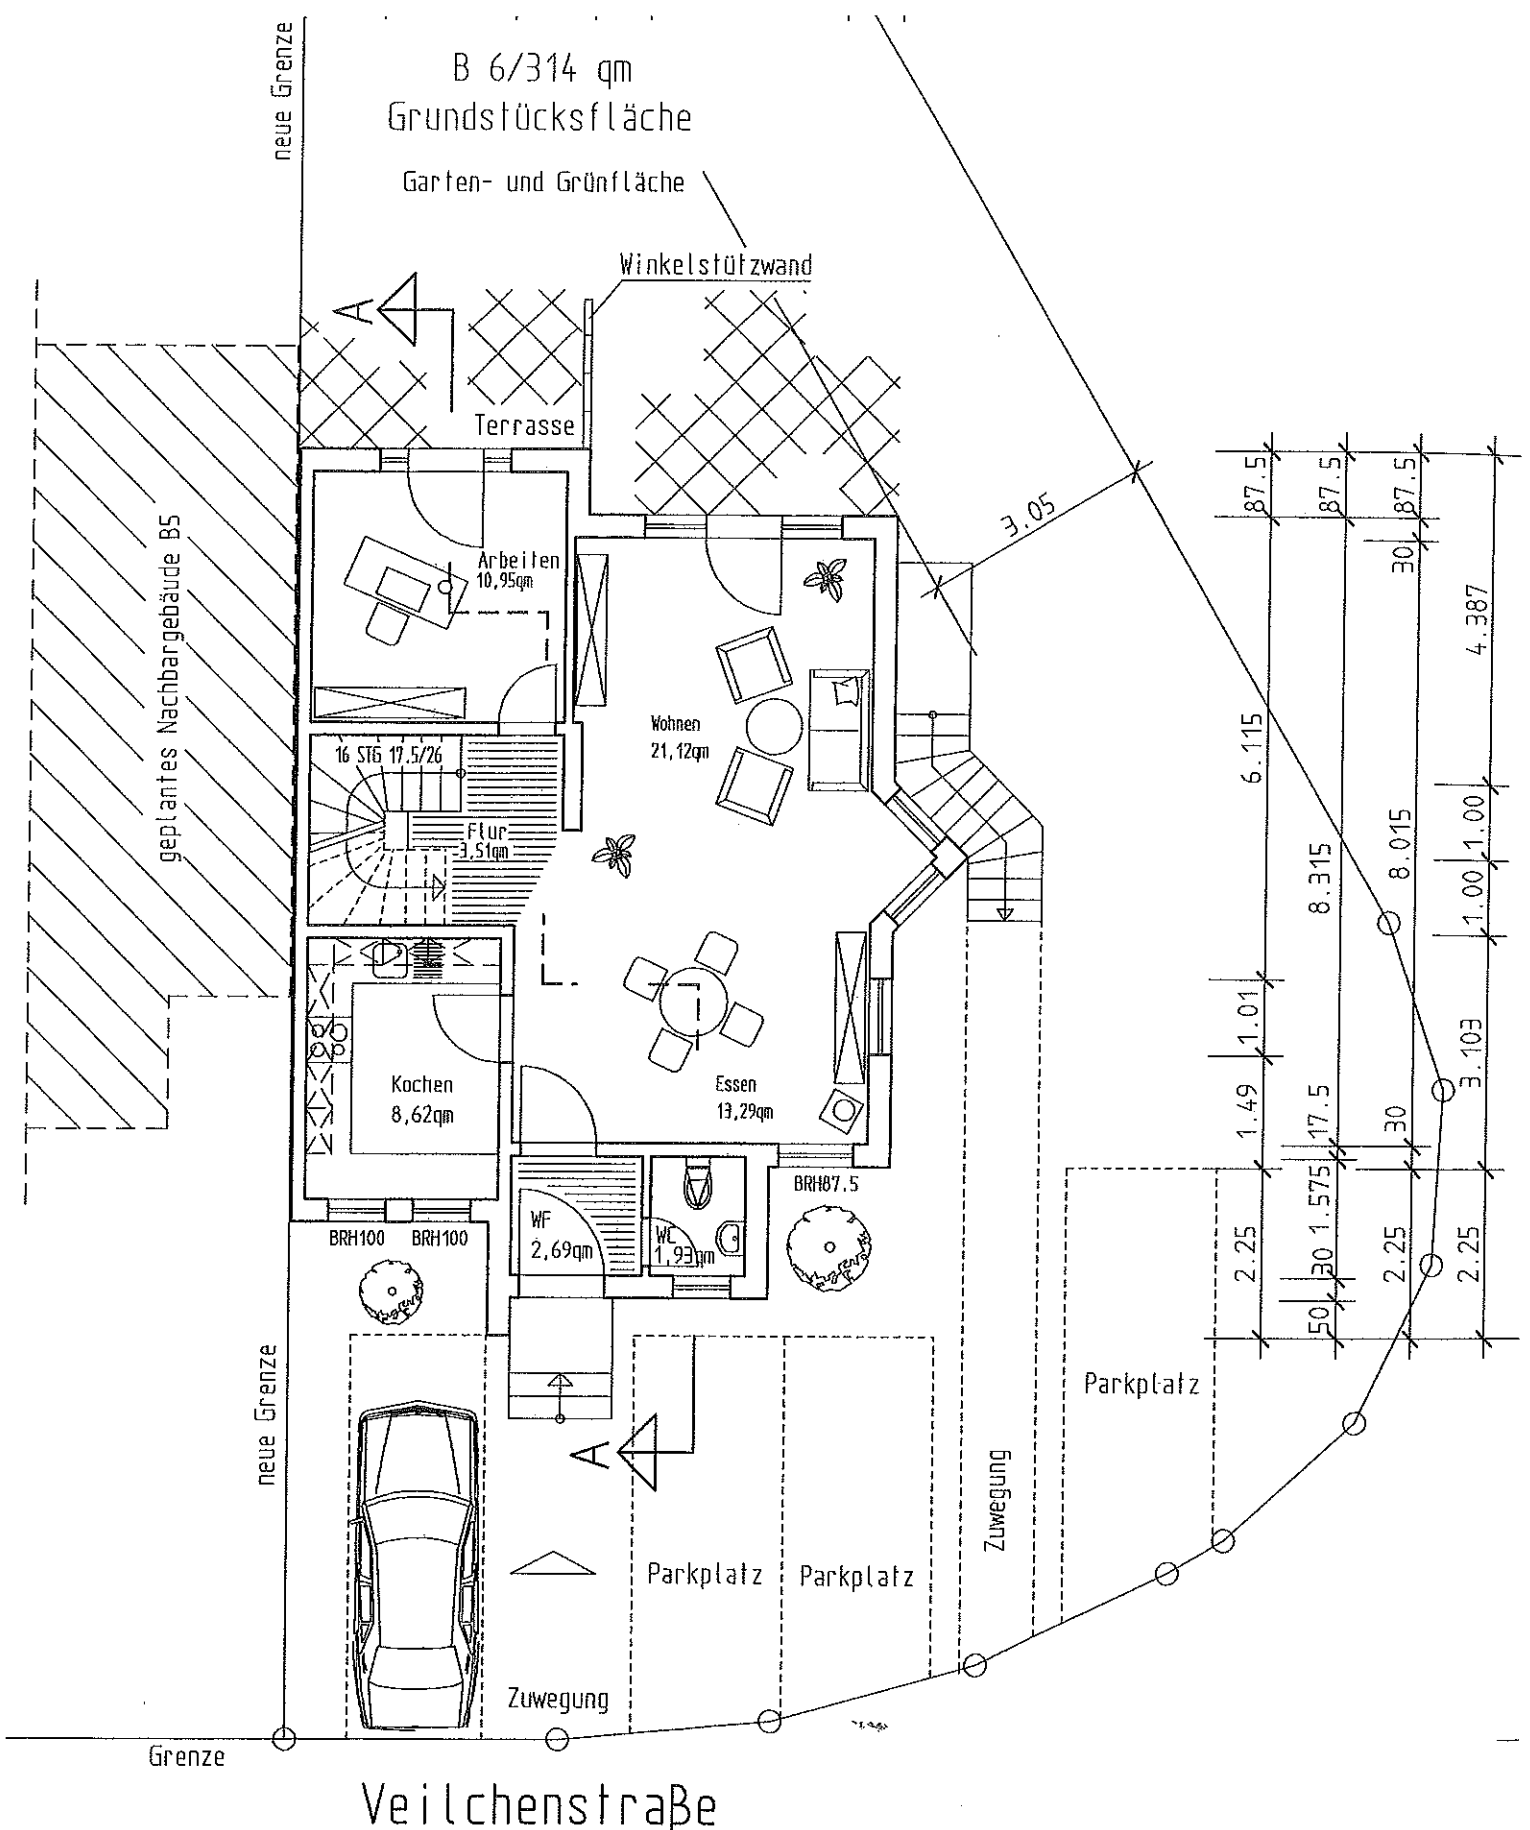 neue Grenze
B 6/314 qm
Grundstücksfläche
Garten- und Grünfläche
Winkelstützwand
A
Terrasse
geplantes Nachbargebäude B5
Arbeiten
10,95qm
3.05
Wohnen
21,12qm
16 STG 17.5/26
Flur
3,51qm
Kochen
8,62qm
Essen
13,29qm
BRH87.5
WF
2,69qm
WC
1,93qm
BRH100 BRH100
87.5
6.115
1.01
1.49
2.25
87.5
8.315
17.5
1.575
30
50
87.5
30
8.015
30
2.25
4.387
1.00
1.00
3.103
2.25
neue Grenze
A
Parkplatz
Parkplatz
Parkplatz
Zuwegung
Zuwegung
Grenze
Veilchenstraße